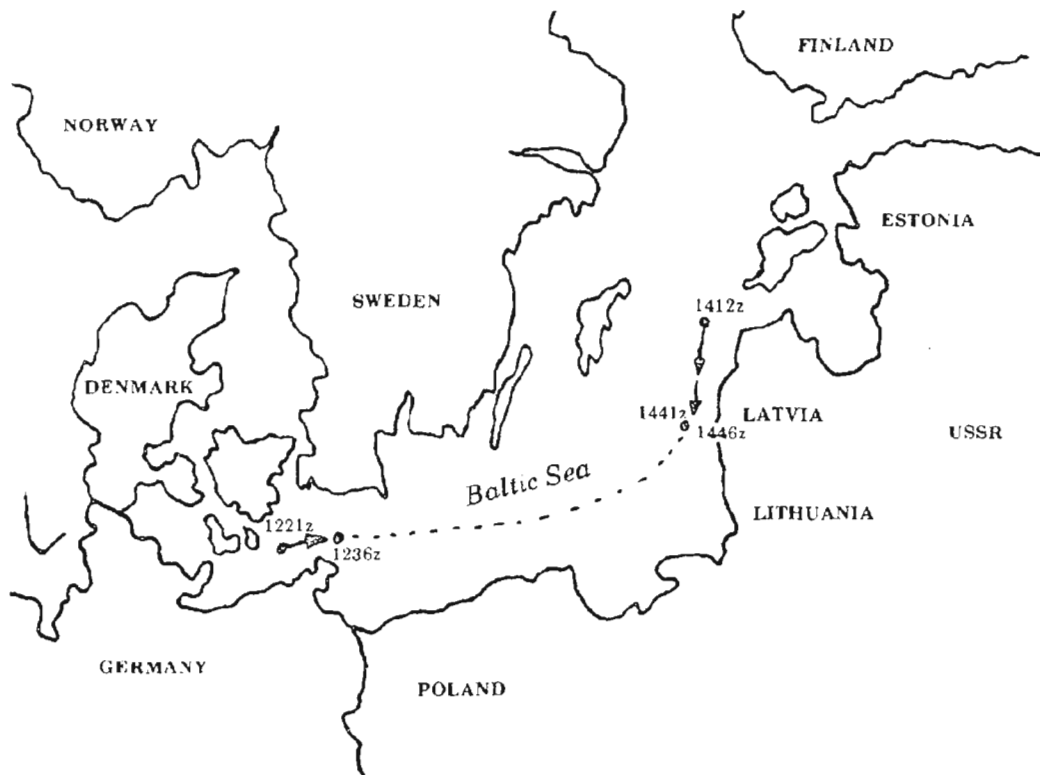 FINLAND
NORWAY
ESTONIA
SWEDEN
1412z
DENMARK
1441z
LATVIA
1446z
USSR
Baltic Sea
LITHUANIA
1221z
1236z
GERMANY
POLAND